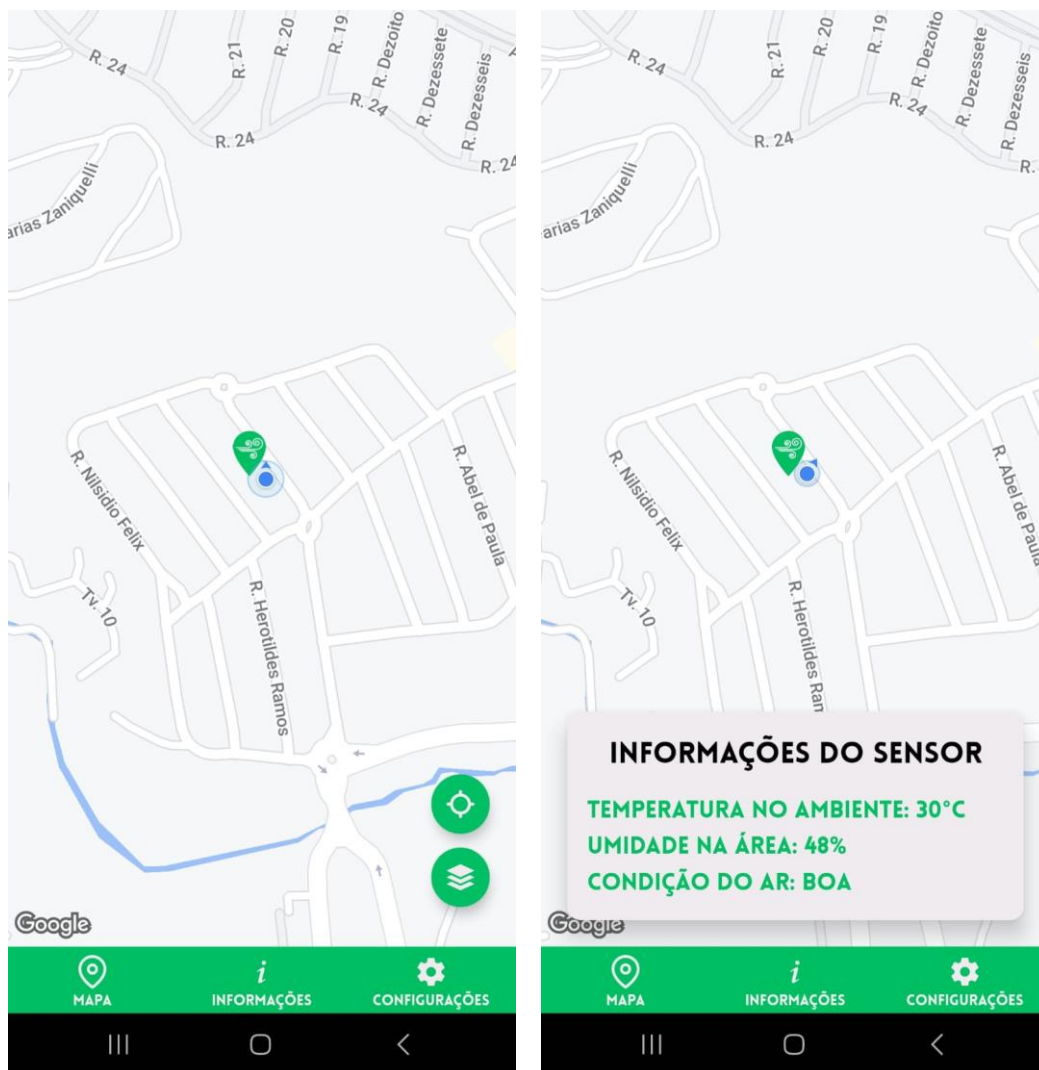 R. 24
R. 21
R. 20
R. 19
R. Dezoito
R. Dezessete
R. Dezesseis
R. 24
R. 24
R. 24
arias Zaniquelli
R. Nilsidio Felix
R. Abel de Paula
Tv. 10
R. Herotildes Ramos
Google
MAPA
INFORMAÇÕES
CONFIGURAÇÕES
R. 24
R. 21
R. 20
R. 19
R. Dezoito
R. Dezessete
R. Dezesseis
R. 24
R. 24
R.
arias Zaniquelli
R. Nilsidio Felix
R. Abel de Paula
Tv. 10
R. Herotildes Ram
INFORMAÇÕES DO SENSOR
TEMPERATURA NO AMBIENTE: 30°C
UMIDADE NA ÁREA: 48%
CONDIÇÃO DO AR: BOA
Google
MAPA
INFORMAÇÕES
CONFIGURAÇÕES